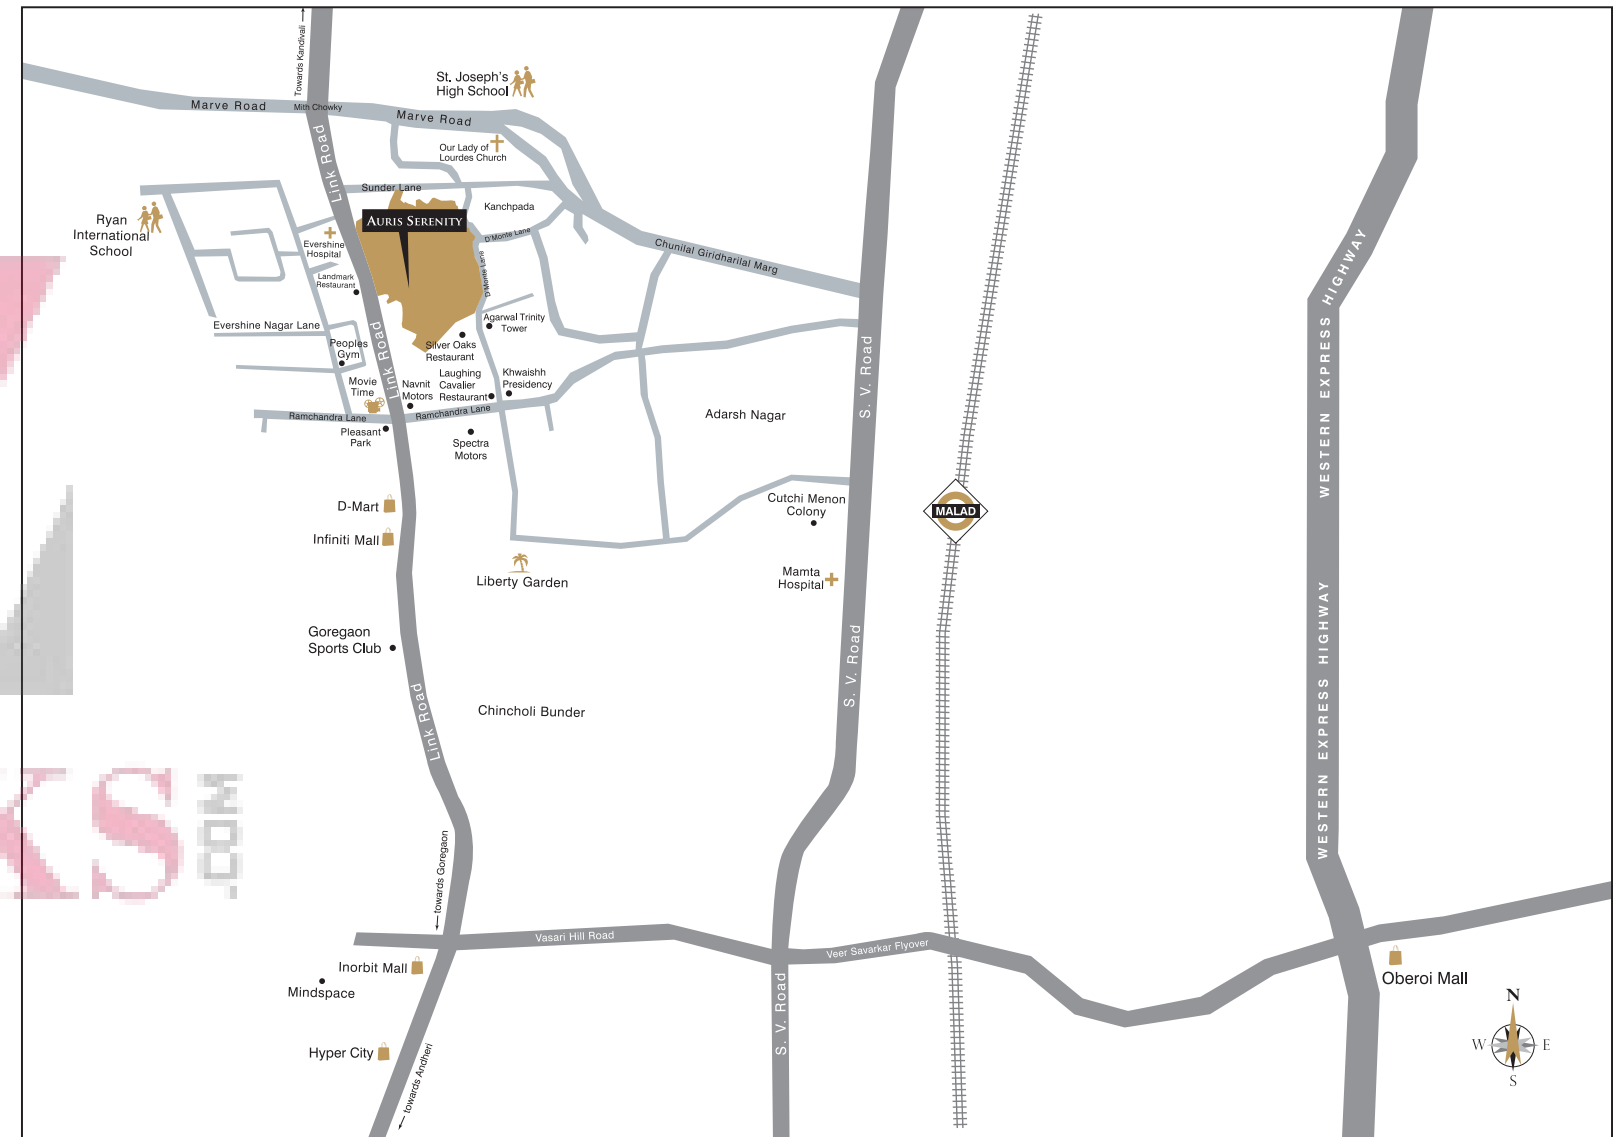 Towards Kandivali
St. Joseph's
High School
Marve Road
Mith Chowky
Marve Road
Link Road
Our Lady of
Lourdes Church
Sunder Lane
Ryan
International
School
AURIS SERENITY
Kanchpada
Evershine
Hospital
D'Monte Lane
D'Monte Lane
Chunilal Giridharilal Marg
Landmark
Restaurant
WESTERN EXPRESS HIGHWAY
Evershine Nagar Lane
Agarwal Trinity
Tower
Link Road
Peoples
Gym
Silver Oaks
Restaurant
S. V. Road
Movie
Time
Navnit
Motors
Laughing
Cavalier
Restaurant
Khwaishh
Presidency
Ramchandra Lane
Ramchandra Lane
Adarsh Nagar
Pleasant
Park
Spectra
Motors
D-Mart
Cutchi Menon
Colony
MALAD
Infiniti Mall
Liberty Garden
Mamta
Hospital
Goregaon
Sports Club
S. V. Road
WESTERN EXPRESS HIGHWAY
Link Road
Chincholi Bunder
KS
.COM
towards Goregaon
Vasari Hill Road
Veer Savarkar Flyover
Inorbit Mall
Mindspace
Oberoi Mall
S. V. Road
Hyper City
towards Andheri
N
W
E
S